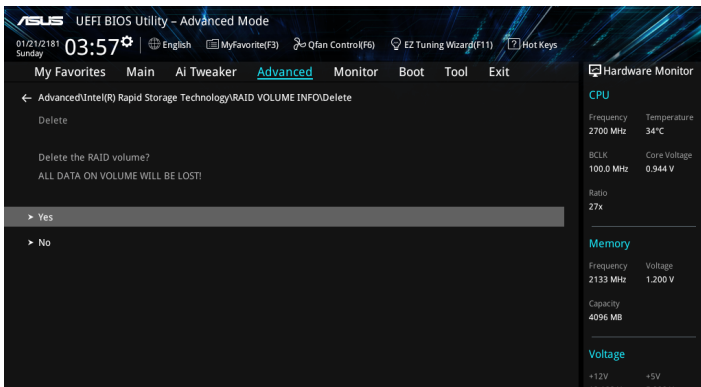 ASUS UEFI BIOS Utility – Advanced Mode
01/21/2181 Sunday 03:57 English MyFavorite(F3) Qfan Control(F6) EZ Tuning Wizard(F11) ? Hot Keys
My Favorites Main Ai Tweaker Advanced Monitor Boot Tool Exit
← Advanced\Intel(R) Rapid Storage Technology\RAID VOLUME INFO\Delete
Delete
Delete the RAID volume?
ALL DATA ON VOLUME WILL BE LOST!
> Yes
> No
Hardware Monitor
CPU
Frequency Temperature
2700 MHz 34°C
BCLK Core Voltage
100.0 MHz 0.944 V
Ratio
27x
Memory
Frequency Voltage
2133 MHz 1.200 V
Capacity
4096 MB
Voltage
+12V +5V